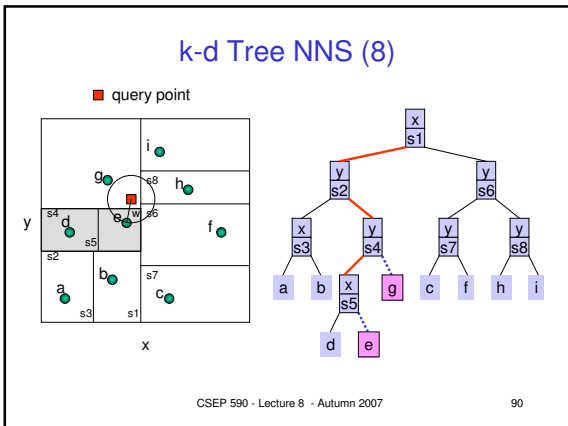 k-d Tree NNS (8)
query point
i
g
s8
h
s4
d
e
w
s6
y
s5
f
s2
b
s7
a
c
s3
s1
x
x
s1
y
s2
y
s6
x
s3
y
s4
y
s7
y
s8
a
b
x
s5
g
c
f
h
i
d
e
CSEP 590 - Lecture 8 - Autumn 2007
90